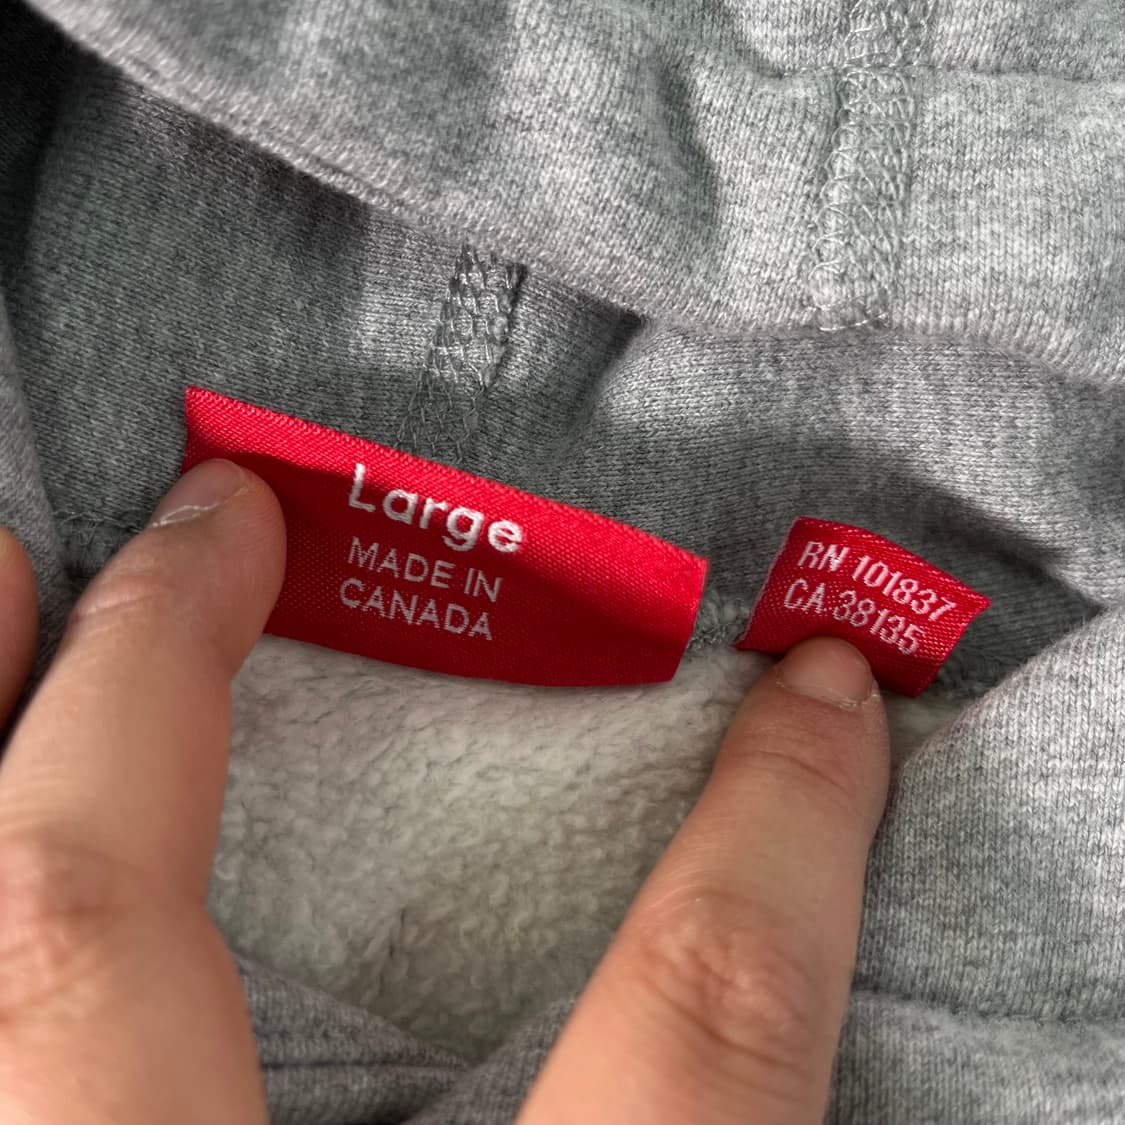 Large
MADE IN
CANADA
RN 101837
CA 38135